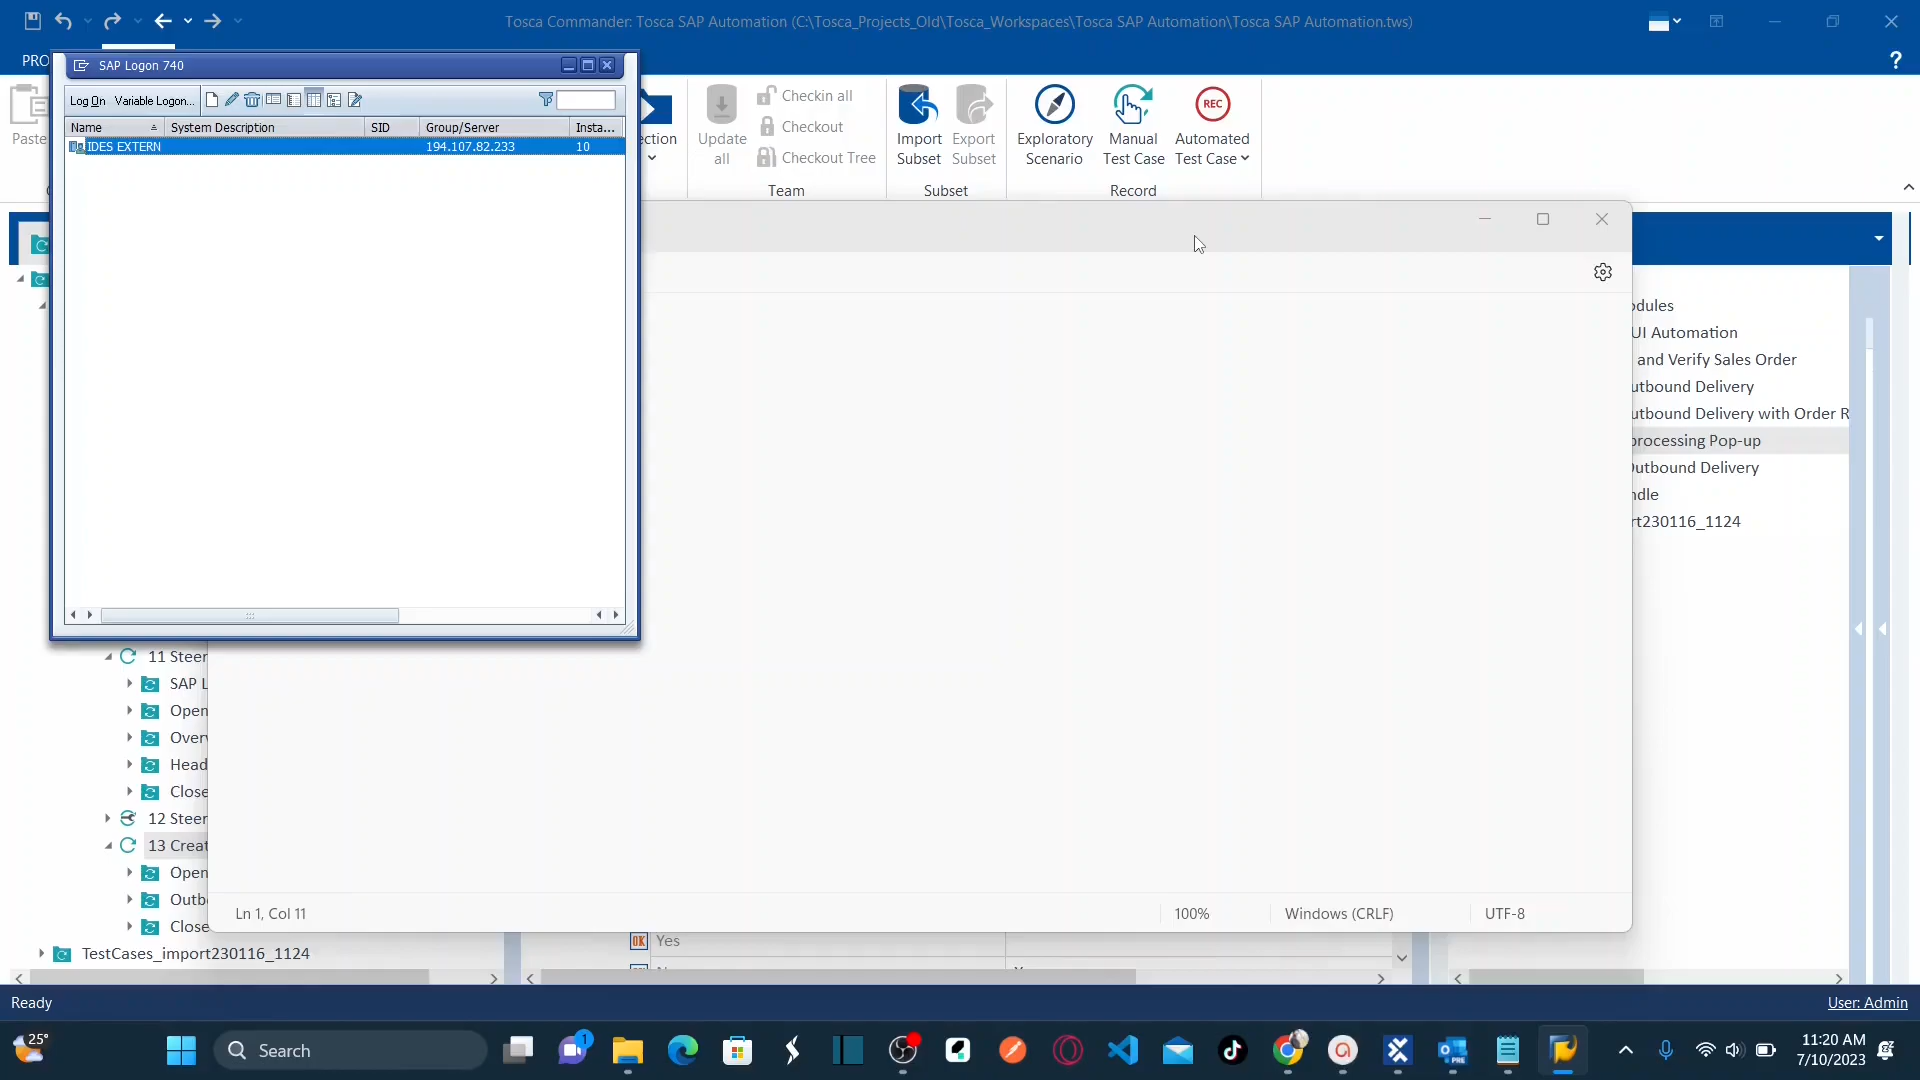 Tosca Commander: Tosca SAP Automation (C:\Tosca_Projects_Old\Tosca_Workspaces\Tosca SAP Automation\Tosca SAP Automation.tws)
PRO
?
SAP Logon 740
Log On Variable Logon...
Name System Description SID Group/Server Insta...
IDES EXTERN 194.107.82.233 10
Paste
ection
Update all
Checkin all
Checkout
Checkout Tree
Team
Import Subset
Export Subset
Subset
Exploratory Scenario
Manual Test Case
REC
Automated Test Case
Record
odules
UI Automation
and Verify Sales Order
utbound Delivery
utbound Delivery with Order R
processing Pop-up
Outbound Delivery
ndle
rt230116_1124
11 Steer
SAP L
Open
Overv
Head
Close
12 Steer
13 Creat
Open
Outb
Close
TestCases_import230116_1124
Ln 1, Col 11
100%
Windows (CRLF)
UTF-8
OK Yes
Ready
User: Admin
25°
Search
1
PRE
11:20 AM
7/10/2023